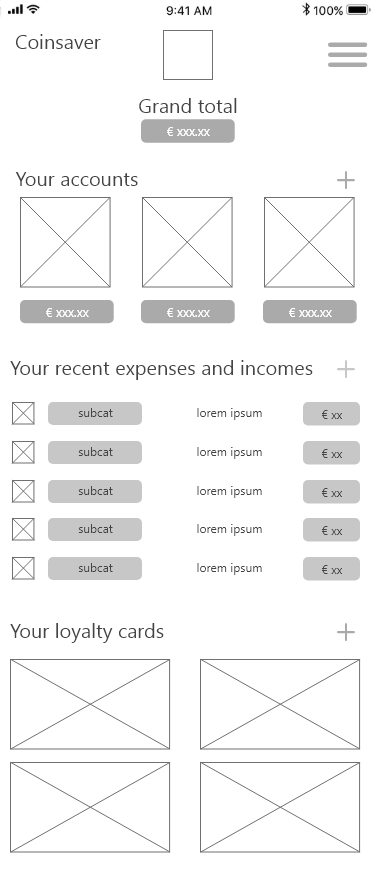 9:41 AM 100%
Coinsaver
Grand total
€ xxx.xx
Your accounts
€ xxx.xx € xxx.xx € xxx.xx
Your recent expenses and incomes
subcat lorem ipsum € xx
subcat lorem ipsum € xx
subcat lorem ipsum € xx
subcat lorem ipsum € xx
subcat lorem ipsum € xx
Your loyalty cards